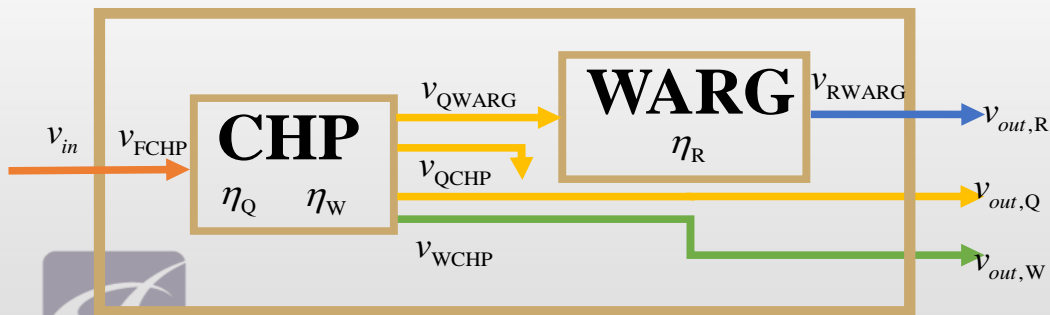 v_in
v_FCHP
CHP
η_Q η_W
v_QWARG
v_QCHP
v_WCHP
WARG
η_R
v_RWARG
v_out,R
v_out,Q
v_out,W